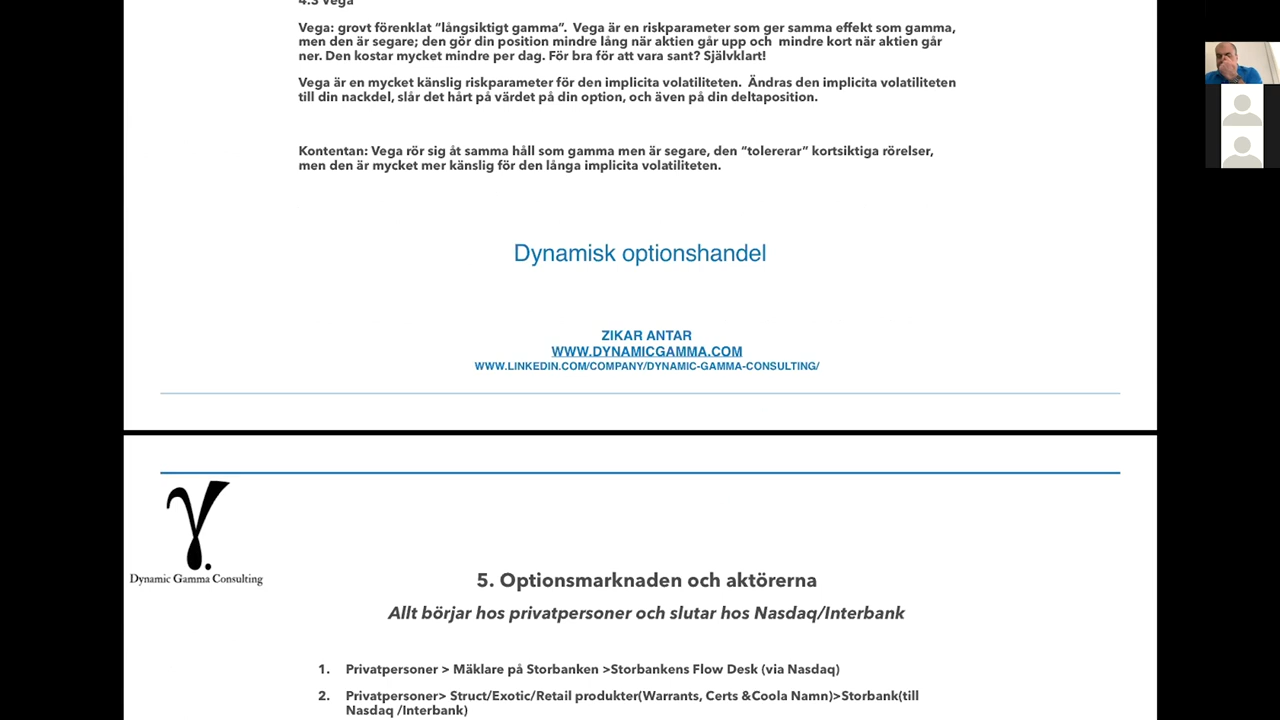 4.3 Vega
Vega: grovt förenklat “långsiktigt gamma”. Vega är en riskparameter som ger samma effekt som gamma,
men den är segare; den gör din position mindre lång när aktien går upp och mindre kort när aktien går
ner. Den kostar mycket mindre per dag. För bra för att vara sant? Självklart!
Vega är en mycket känslig riskparameter för den implicita volatiliteten. Ändras den implicita volatiliteten
till din nackdel, slår det hårt på värdet på din option, och även på din deltaposition.
Kontentan: Vega rör sig åt samma håll som gamma men är segare, den “tolererar” kortsiktiga rörelser,
men den är mycket mer känslig för den långa implicita volatiliteten.
Dynamisk optionshandel
ZIKAR ANTAR
WWW.DYNAMICGAMMA.COM
WWW.LINKEDIN.COM/COMPANY/DYNAMIC-GAMMA-CONSULTING/
γ.
Dynamic Gamma Consulting
5. Optionsmarknaden och aktörerna
Allt börjar hos privatpersoner och slutar hos Nasdaq/Interbank
1. Privatpersoner > Mäklare på Storbanken >Storbankens Flow Desk (via Nasdaq)
2. Privatpersoner> Struct/Exotic/Retail produkter(Warrants, Certs &Coola Namn)>Storbank(till
Nasdaq /Interbank)